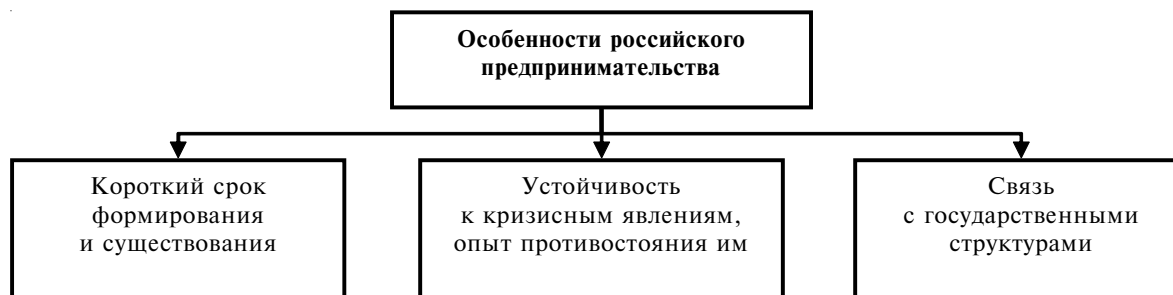 Особенности российского
предпринимательства
Короткий срок
формирования
и существования
Устойчивость
к кризисным явлениям,
опыт противостояния им
Связь
с государственными
структурами